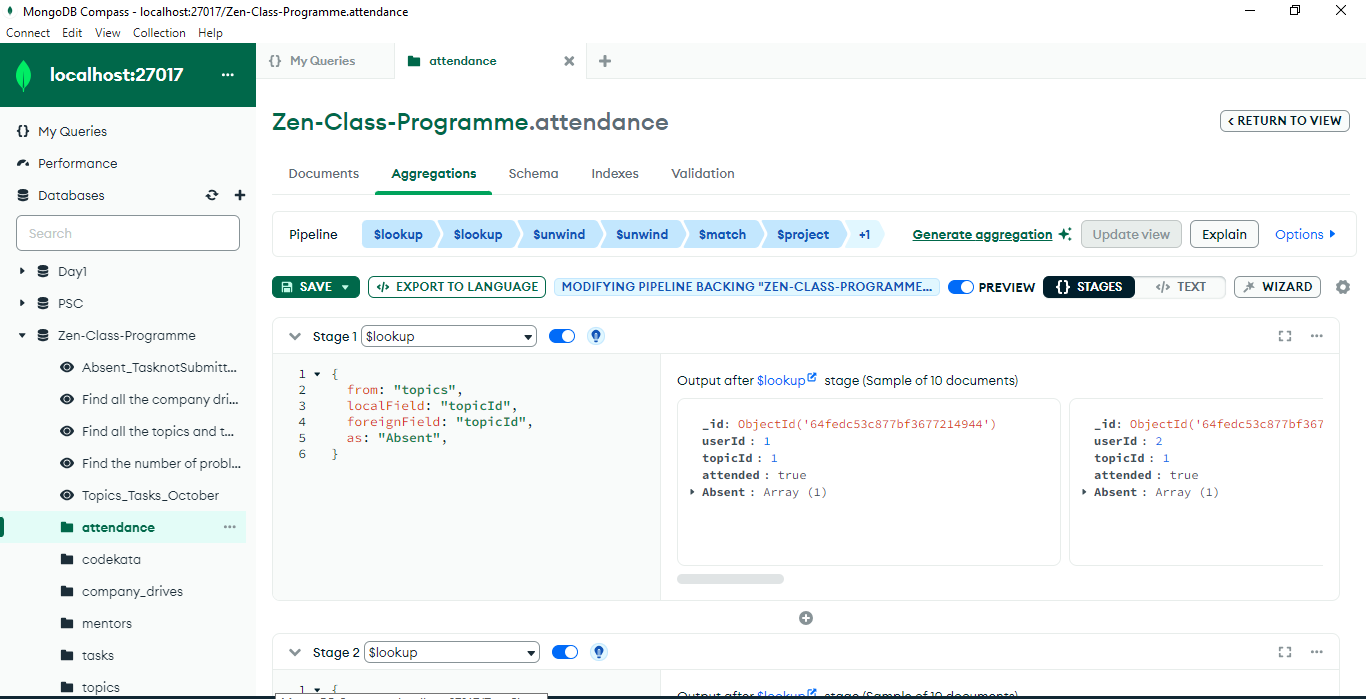 MongoDB Compass - localhost:27017/Zen-Class-Programme.attendance
Connect Edit View Collection Help
localhost:27017
My Queries
attendance
My Queries
Performance
Databases
Search
Day1
PSC
Zen-Class-Programme
Absent_TasknotSubmitt...
Find all the company dri...
Find all the topics and t...
Find the number of probl...
Topics_Tasks_October
attendance
codekata
company_drives
mentors
tasks
topics
Zen-Class-Programme.attendance
< RETURN TO VIEW
Documents Aggregations Schema Indexes Validation
Pipeline $lookup $lookup $unwind $unwind $match $project +1 Generate aggregation Update view Explain Options
SAVE </> EXPORT TO LANGUAGE MODIFYING PIPELINE BACKING "ZEN-CLASS-PROGRAMME... PREVIEW {} STAGES </> TEXT WIZARD
Stage 1 $lookup
1 {
2 from: "topics",
3 localField: "topicId",
4 foreignField: "topicId",
5 as: "Absent",
6 }
Output after $lookup stage (Sample of 10 documents)
_id: ObjectId('64fedc53c877bf3677214944')
userId: 1
topicId: 1
attended: true
Absent: Array (1)
_id: ObjectId('64fedc53c877bf367
userId: 2
topicId: 1
attended: true
Absent: Array (1)
Stage 2 $lookup
1 {
Output after $lookup stage (Sample of 10 documents)